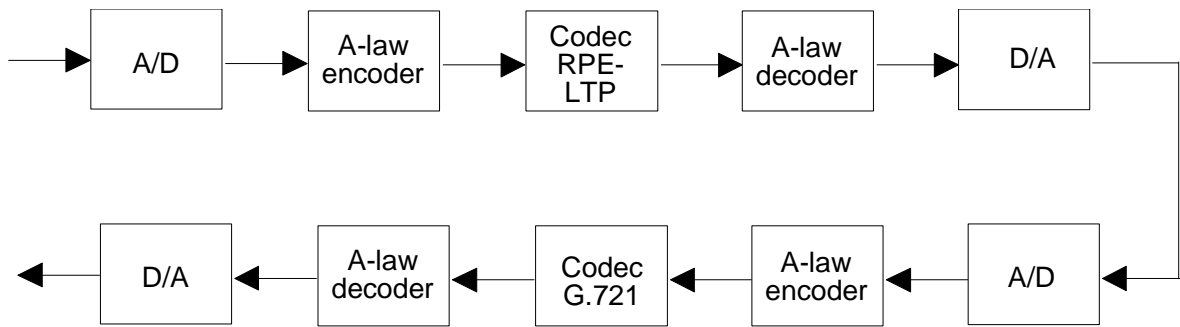 A/D
A-law
encoder
Codec
RPE-
LTP
A-law
decoder
D/A
D/A
A-law
decoder
Codec
G.721
A-law
encoder
A/D